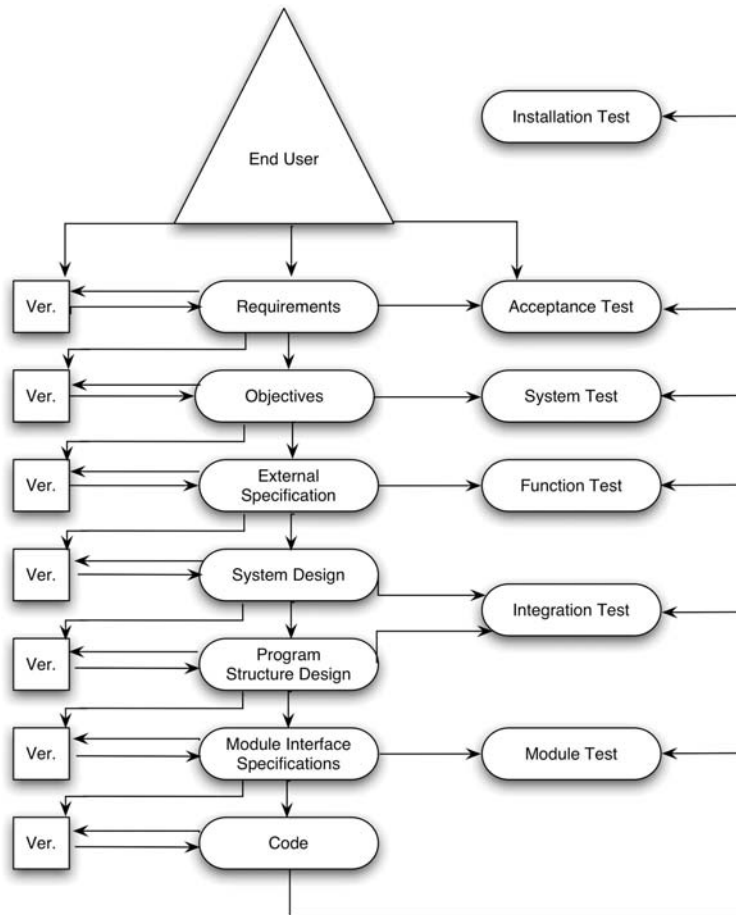 End User
Installation Test
Ver.
Requirements
Acceptance Test
Ver.
Objectives
System Test
Ver.
External
Specification
Function Test
Ver.
System Design
Integration Test
Ver.
Program
Structure Design
Ver.
Module Interface
Specifications
Module Test
Ver.
Code